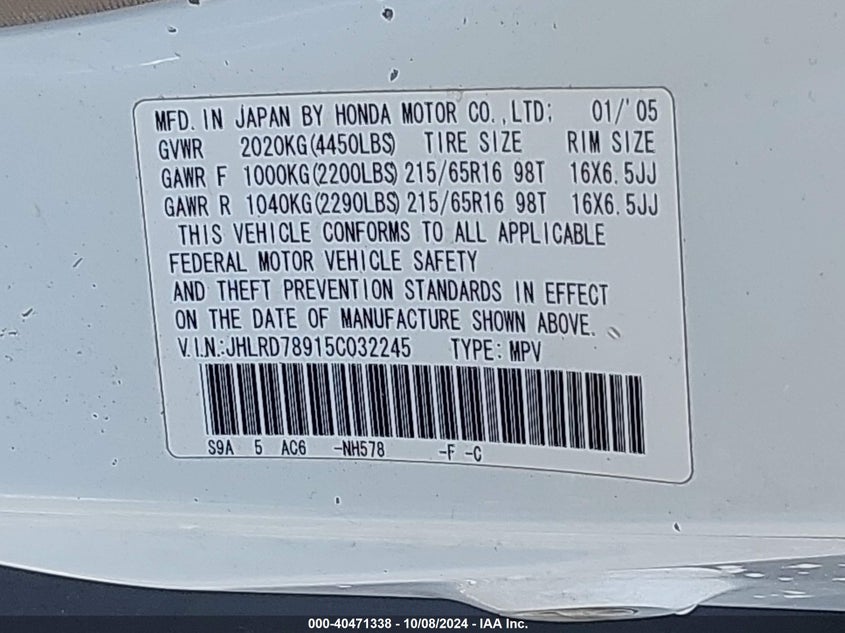 MFD. IN JAPAN BY HONDA MOTOR CO.,LTD; 01/'05
GVWR 2020KG(4450LBS) TIRE SIZE RIM SIZE
GAWR F 1000KG(2200LBS) 215/65R16 98T 16X6.5JJ
GAWR R 1040KG(2290LBS) 215/65R16 98T 16X6.5JJ
THIS VEHICLE CONFORMS TO ALL APPLICABLE
FEDERAL MOTOR VEHICLE SAFETY
AND THEFT PREVENTION STANDARDS IN EFFECT
ON THE DATE OF MANUFACTURE SHOWN ABOVE.
V.I.N.:JHLRD78915C032245 TYPE: MPV
S9A 5 AC6 -NH578 -F -C
000-40471338 - 10/08/2024 - IAA Inc.